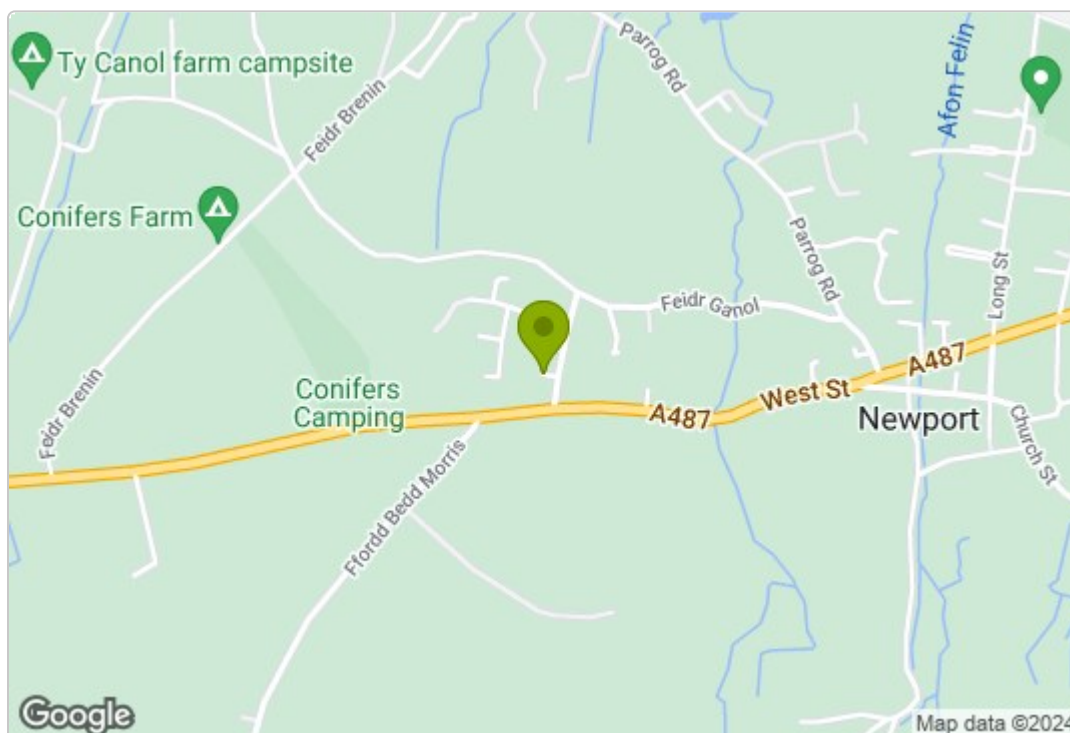 Ty Canol farm campsite
Feidr Brenin
Parrog Rd
Afon Felin
Conifers Farm
Parrog Rd
Long St
Feidr Ganol
Conifers
Camping
A487
West St
A487
Newport
Church St
Feidr Brenin
Ffordd Bedd Morris
Google
Map data ©2024